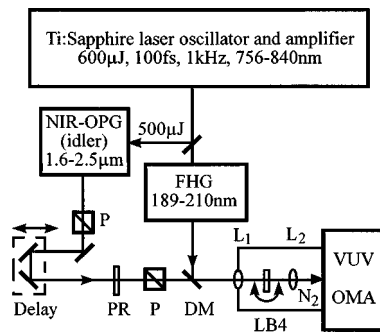 Ti:Sapphire laser oscillator and amplifier
600μJ, 100fs, 1kHz, 756-840nm
NIR-OPG
(idler)
1.6-2.5μm
500μJ
FHG
189-210nm
P
L1
L2
VUV
OMA
N2
Delay
PR
P
DM
LB4